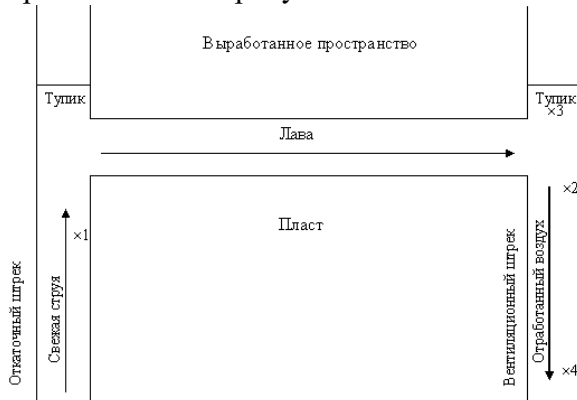 Выработанное пространство
Тупик
Тупик
×3
Лава
×2
Пласт
×1
Откаточный штрек
Свежая струя
Вентиляционный штрек
Отработанный воздух
×4